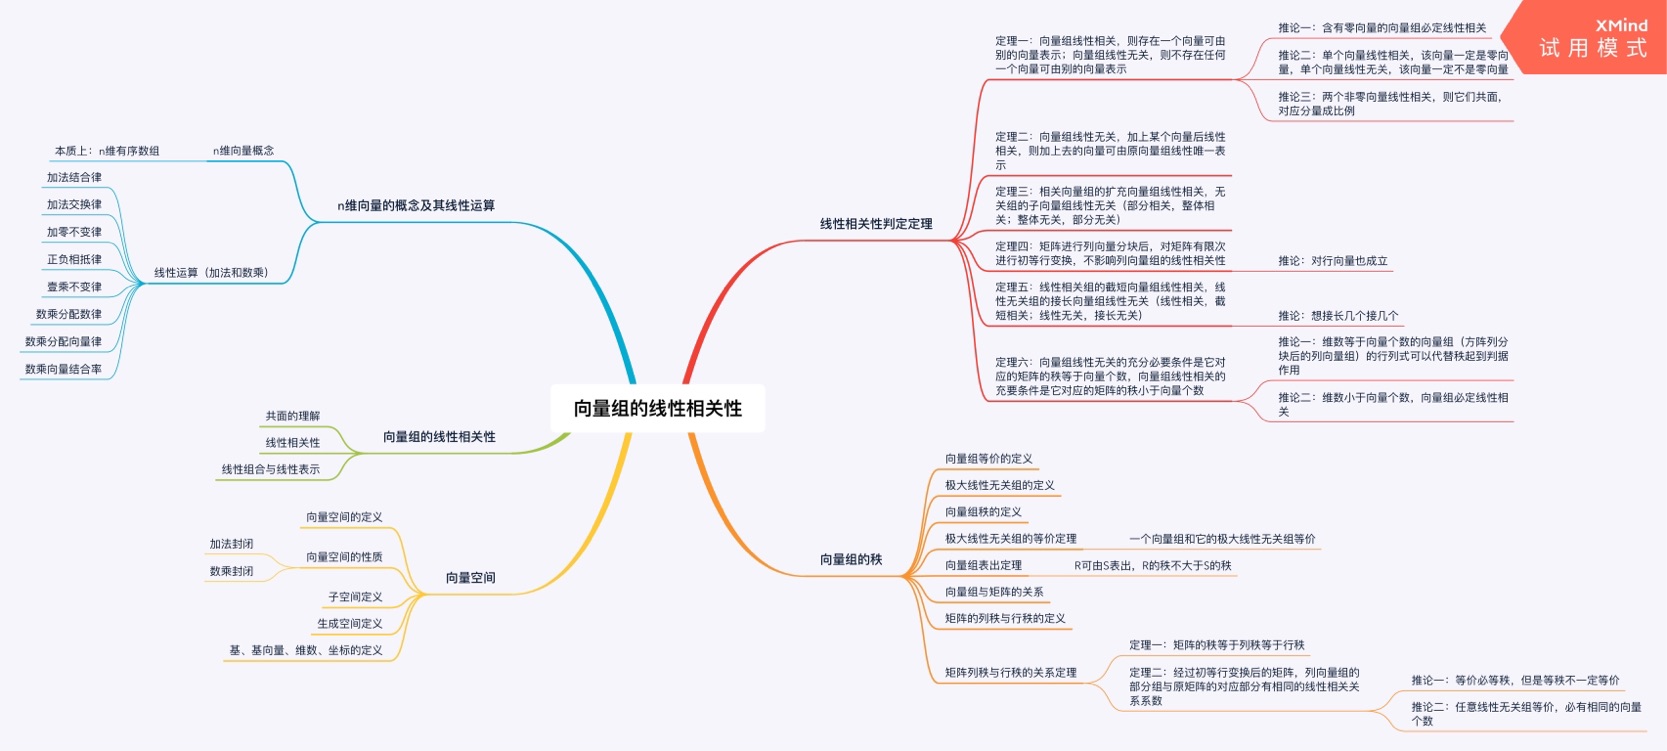 XMind
试用模式
向量组的线性相关性
线性相关性判定定理
定理一：向量组线性相关，则存在一个向量可由
别的向量表示；向量组线性无关，则不存在任何
一个向量可由别的向量表示
推论一：含有零向量的向量组必定线性相关
推论二：单个向量线性相关，该向量一定是零向
量，单个向量线性无关，该向量一定不是零向量
推论三：两个非零向量线性相关，则它们共面，
对应分量成比例
定理二：向量组线性无关，加上某个向量后线性
相关，则加上去的向量可由原向量组线性唯一表
示
定理三：相关向量组的扩充向量组线性相关，无
关组的子向量组线性无关（部分相关，整体相
关；整体无关，部分无关）
定理四：矩阵进行列向量分块后，对矩阵有限次
进行初等行变换，不影响列向量组的线性相关性
推论：对行向量也成立
定理五：线性相关组的截短向量组线性相关，线
性无关组的接长向量组线性无关（线性相关，截
短相关；线性无关，接长无关）
推论：想接长几个接几个
定理六：向量组线性无关的充分必要条件是它对
应的矩阵的秩等于向量个数，向量组线性相关的
充要条件是它对应的矩阵的秩小于向量个数
推论一：维数等于向量个数的向量组（方阵列分
块后的列向量组）的行列式可以代替秩起到判据
作用
推论二：维数小于向量个数，向量组必定线性相
关
向量组的秩
向量组等价的定义
极大线性无关组的定义
向量组秩的定义
极大线性无关组的等价定理
一个向量组和它的极大线性无关组等价
向量组表出定理
R可由S表出，R的秩不大于S的秩
向量组与矩阵的关系
矩阵的列秩与行秩的定义
矩阵列秩与行秩的关系定理
定理一：矩阵的秩等于列秩等于行秩
定理二：经过初等行变换后的矩阵，列向量组的
部分组与原矩阵的对应部分有相同的线性相关关
系系数
推论一：等价必等秩，但是等秩不一定等价
推论二：任意线性无关组等价，必有相同的向量
个数
n维向量的概念及其线性运算
n维向量概念
本质上：n维有序数组
线性运算（加法和数乘）
加法结合律
加法交换律
加零不变律
正负相抵律
壹乘不变律
数乘分配数律
数乘分配向量律
数乘向量结合率
向量组的线性相关性
共面的理解
线性相关性
线性组合与线性表示
向量空间
向量空间的定义
向量空间的性质
加法封闭
数乘封闭
子空间定义
生成空间定义
基、基向量、维数、坐标的定义